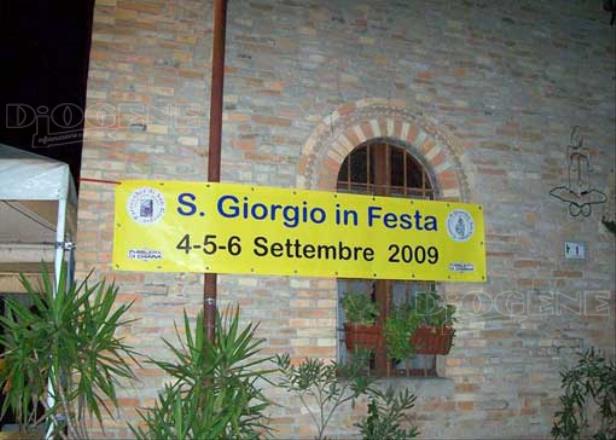 S. Giorgio in Festa
4-5-6 Settembre 2009
DIOGENE
DIOGENE